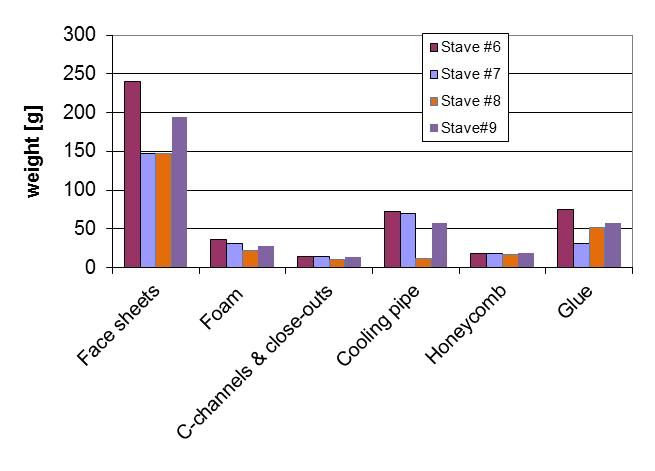 300
250
200
150
100
50
0
weight [g]
Stave #6
Stave #7
Stave #8
Stave#9
Face sheets
Foam
C-channels & close-outs
Cooling pipe
Honeycomb
Glue